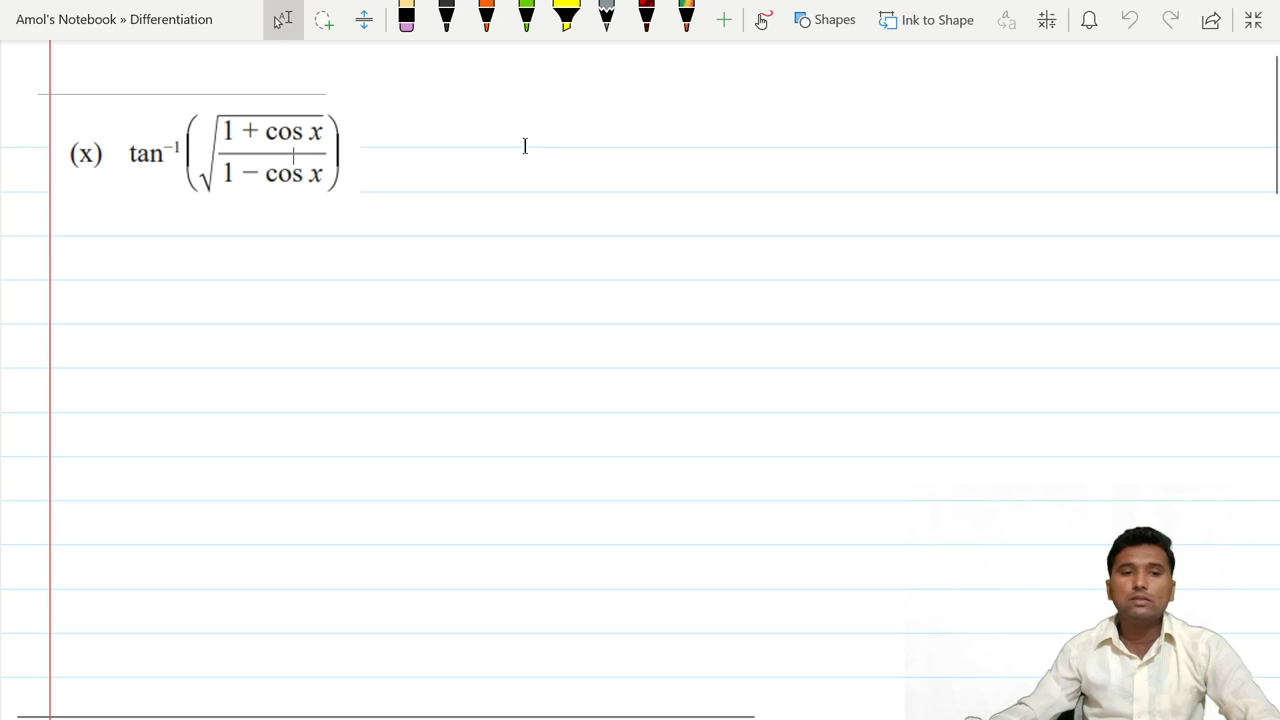 Amol's Notebook » Differentiation
Shapes
Ink to Shape
(x) tan⁻¹(√((1 + cos x)/(1 − cos x)))